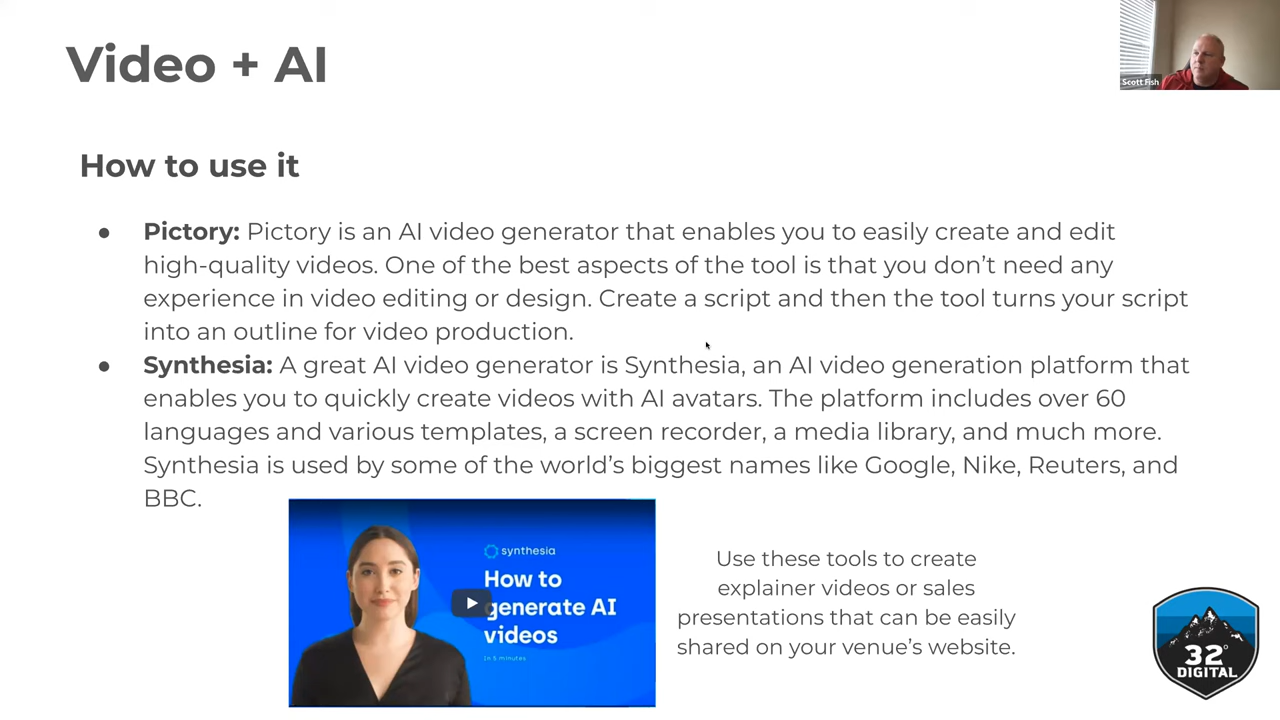 Video + AI
Scott Fish
How to use it
● Pictory: Pictory is an AI video generator that enables you to easily create and edit
high-quality videos. One of the best aspects of the tool is that you don’t need any
experience in video editing or design. Create a script and then the tool turns your script
into an outline for video production.
● Synthesia: A great AI video generator is Synthesia, an AI video generation platform that
enables you to quickly create videos with AI avatars. The platform includes over 60
languages and various templates, a screen recorder, a media library, and much more.
Synthesia is used by some of the world’s biggest names like Google, Nike, Reuters, and
BBC.
synthesia
How to
generate AI
videos
In 5 minutes
Use these tools to create
explainer videos or sales
presentations that can be easily
shared on your venue’s website.
32°
DIGITAL